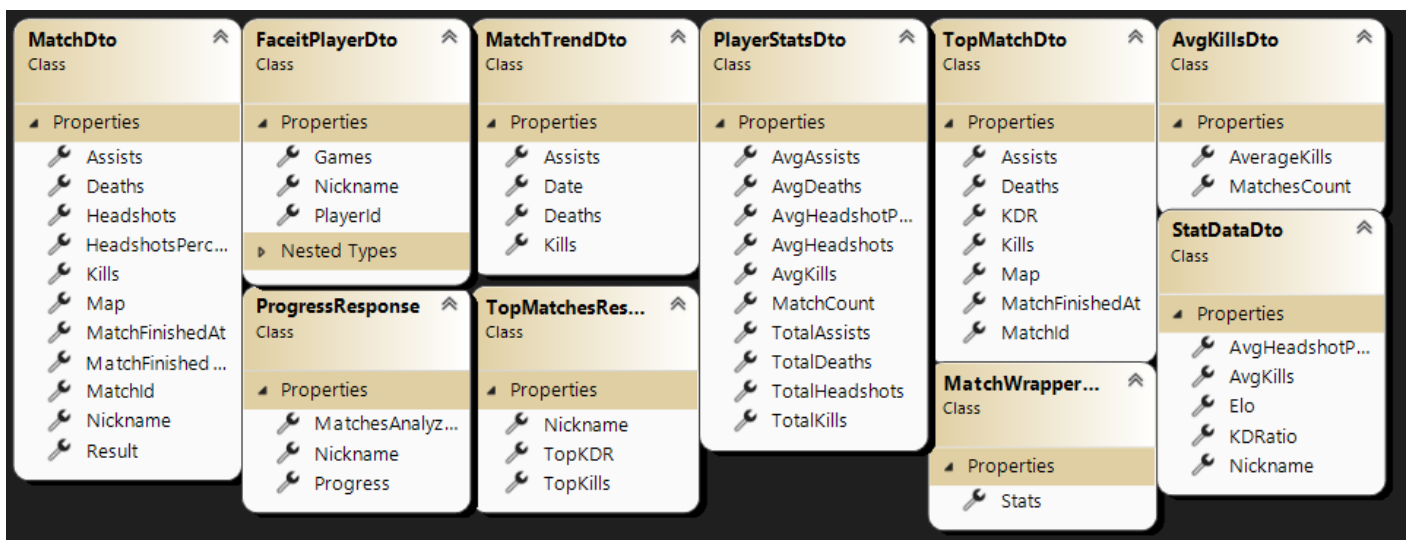 MatchDto
Class
Properties
Assists
Deaths
Headshots
HeadshotsPerc...
Kills
Map
MatchFinishedAt
MatchFinished ...
MatchId
Nickname
Result
FaceitPlayerDto
Class
Properties
Games
Nickname
PlayerId
Nested Types
ProgressResponse
Class
Properties
MatchesAnalyz...
Nickname
Progress
MatchTrendDto
Class
Properties
Assists
Date
Deaths
Kills
TopMatchesRes...
Class
Properties
Nickname
TopKDR
TopKills
PlayerStatsDto
Class
Properties
AvgAssists
AvgDeaths
AvgHeadshotP...
AvgHeadshots
AvgKills
MatchCount
TotalAssists
TotalDeaths
TotalHeadshots
TotalKills
TopMatchDto
Class
Properties
Assists
Deaths
KDR
Kills
Map
MatchFinishedAt
MatchId
MatchWrapper...
Class
Properties
Stats
AvgKillsDto
Class
Properties
AverageKills
MatchesCount
StatDataDto
Class
Properties
AvgHeadshotP...
AvgKills
Elo
KDRatio
Nickname